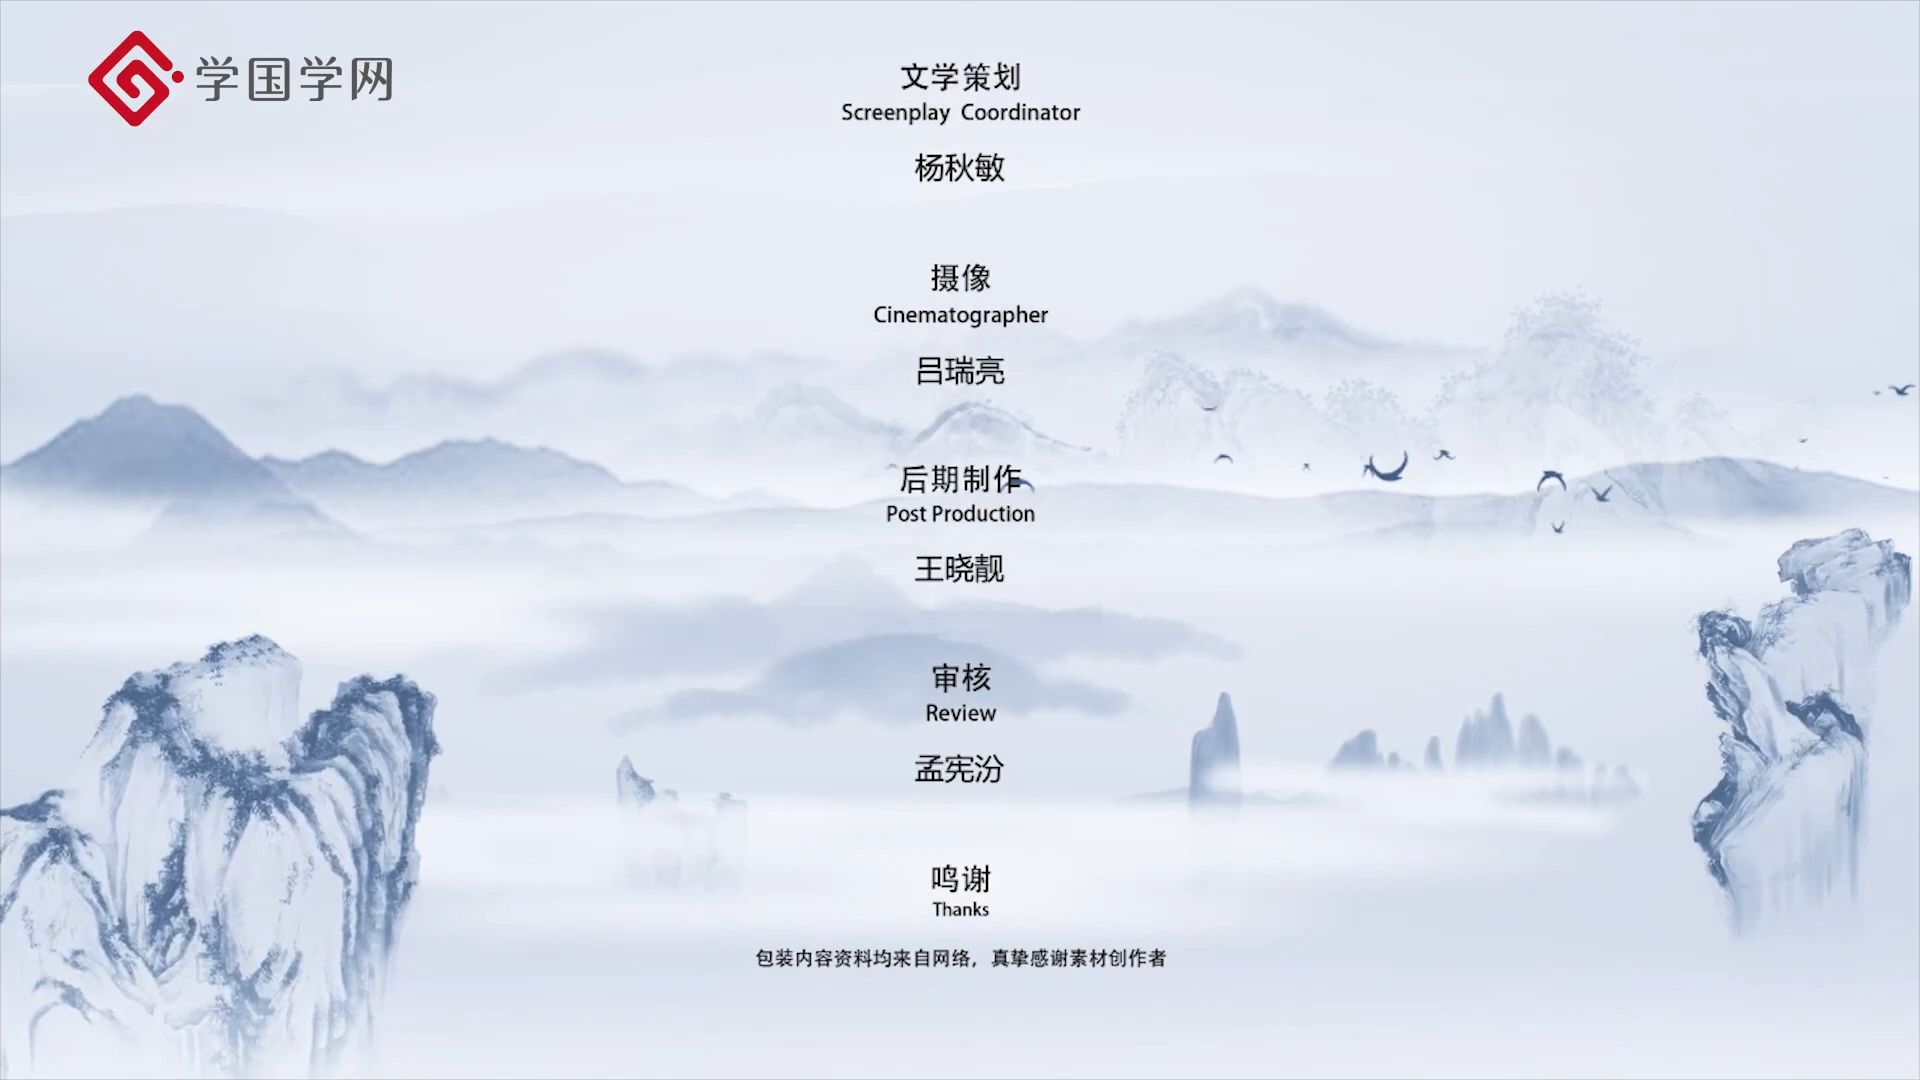 学国学网
文学策划
Screenplay Coordinator
杨秋敏
摄像
Cinematographer
吕瑞亮
后期制作
Post Production
王晓靓
审核
Review
孟宪汾
鸣谢
Thanks
包装内容资料均来自网络，真挚感谢素材创作者